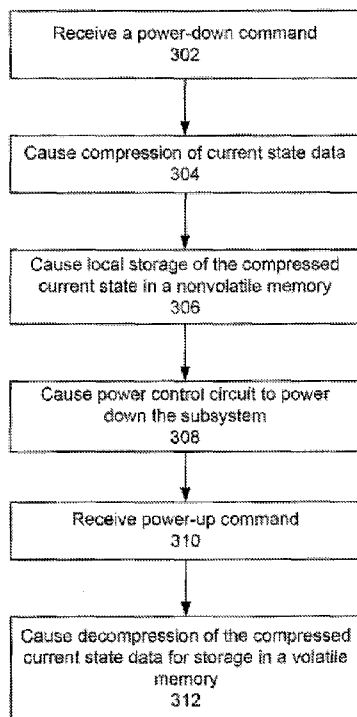 Receive a power-down command
302
Cause compression of current state data
304
Cause local storage of the compressed
current state in a nonvolatile memory
306
Cause power control circuit to power
down the subsystem
308
Receive power-up command
310
Cause decompression of the compressed
current state data for storage in a volatile
memory
312